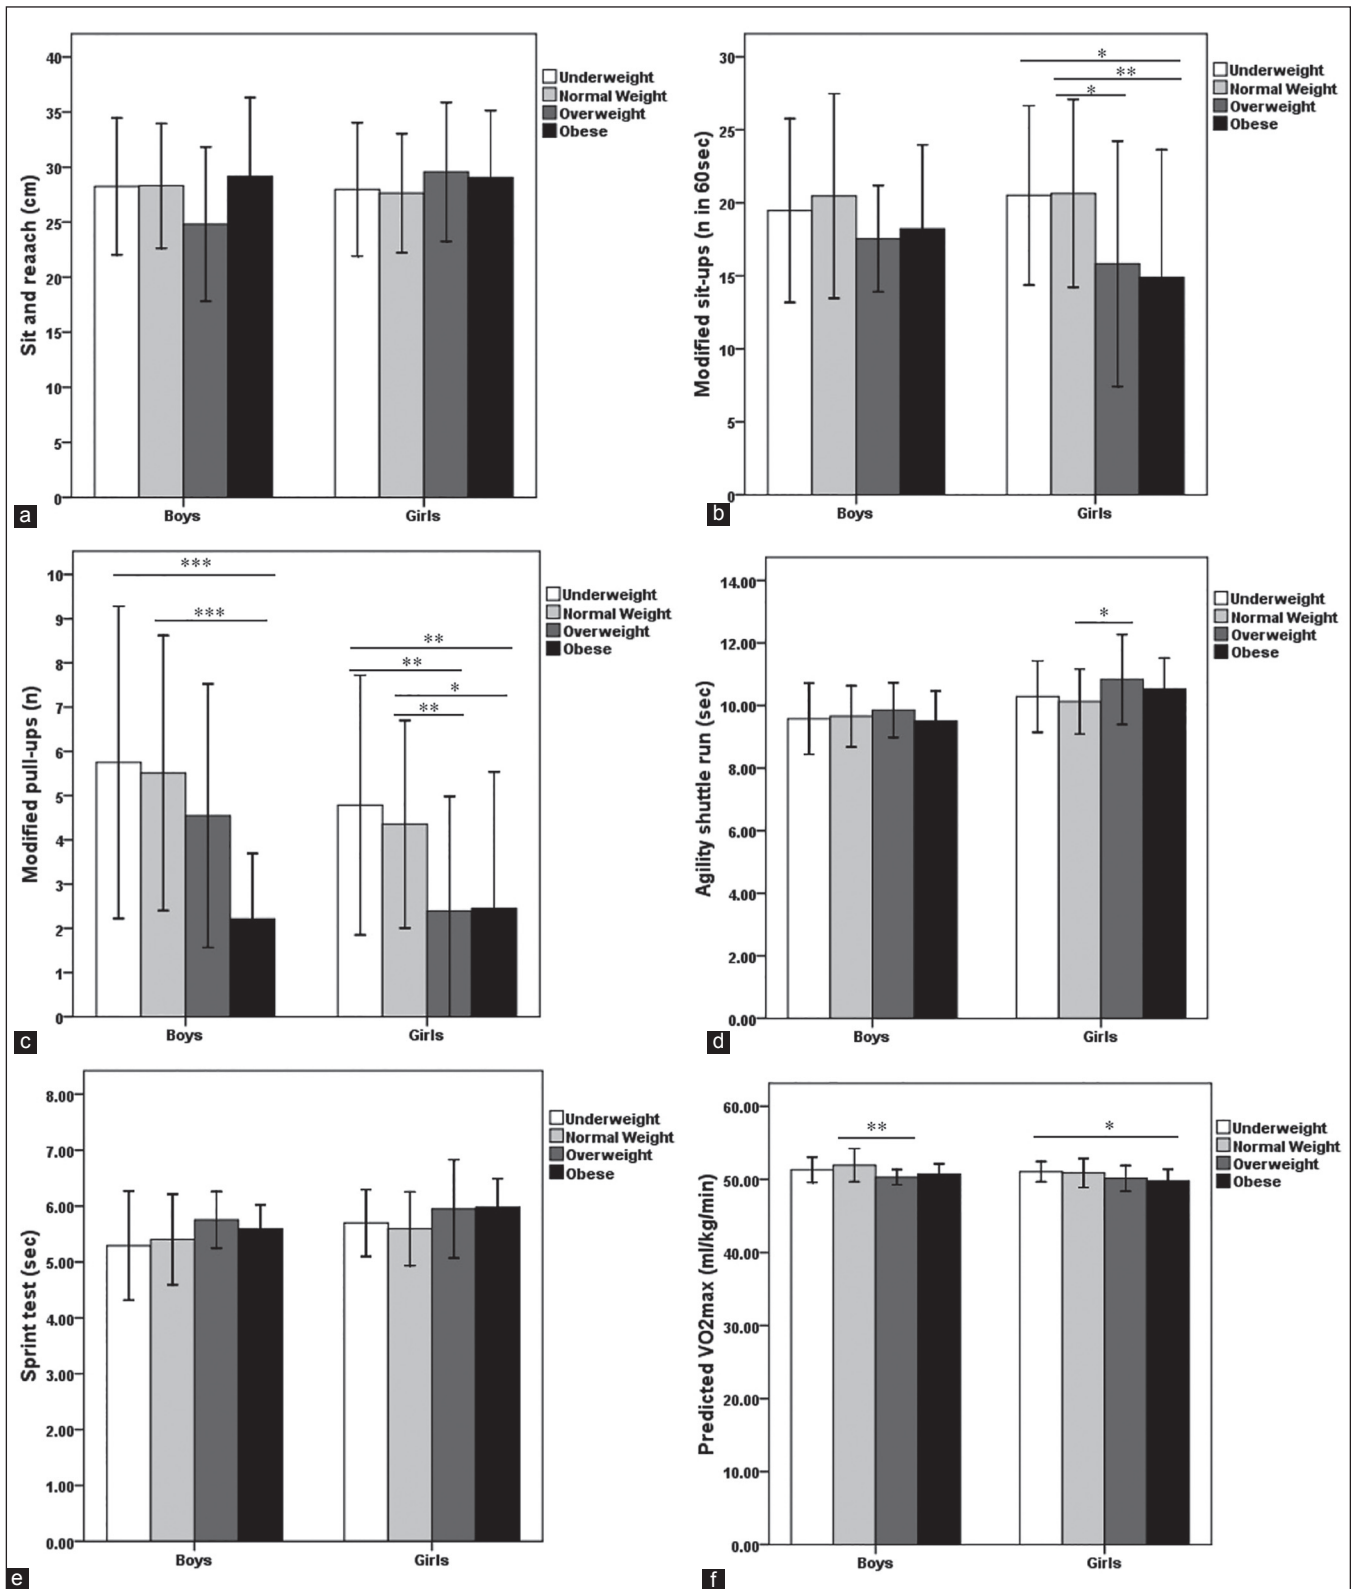 40
35
30
25
20
15
10
5
0
Sit and reaach (cm)
Underweight
Normal Weight
Overweight
Obese
Boys
Girls
a
30
25
20
15
10
5
0
Modified sit-ups (n in 60sec)
*
**
*
Underweight
Normal Weight
Overweight
Obese
Boys
Girls
b
10
9
8
7
6
5
4
3
2
1
0
Modified pull-ups (n)
***
***
**
**
*
**
Underweight
Normal Weight
Overweight
Obese
Boys
Girls
c
14.00
12.00
10.00
8.00
6.00
4.00
2.00
0.00
Agility shuttle run (sec)
*
Underweight
Normal Weight
Overweight
Obese
Boys
Girls
d
8.00
7.00
6.00
5.00
4.00
3.00
2.00
1.00
0.00
Sprint test (sec)
Underweight
Normal Weight
Overweight
Obese
Boys
Girls
e
60.00
50.00
40.00
30.00
20.00
10.00
0.00
Predicted VO2max (ml/kg/min)
**
*
Underweight
Normal Weight
Overweight
Obese
Boys
Girls
f